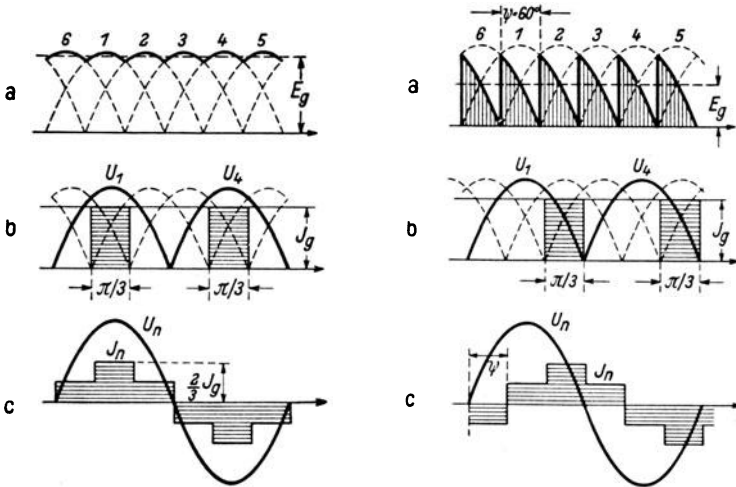 6 1 2 3 4 5
a
E_g
U_1 U_4
b
J_g
π/3 π/3
U_n
J_n
2/3 J_g
c
ψ=60°
6 1 2 3 4 5
a
E_g
U_1 U_4
b
J_g
π/3 π/3
U_n
ψ
J_n
c